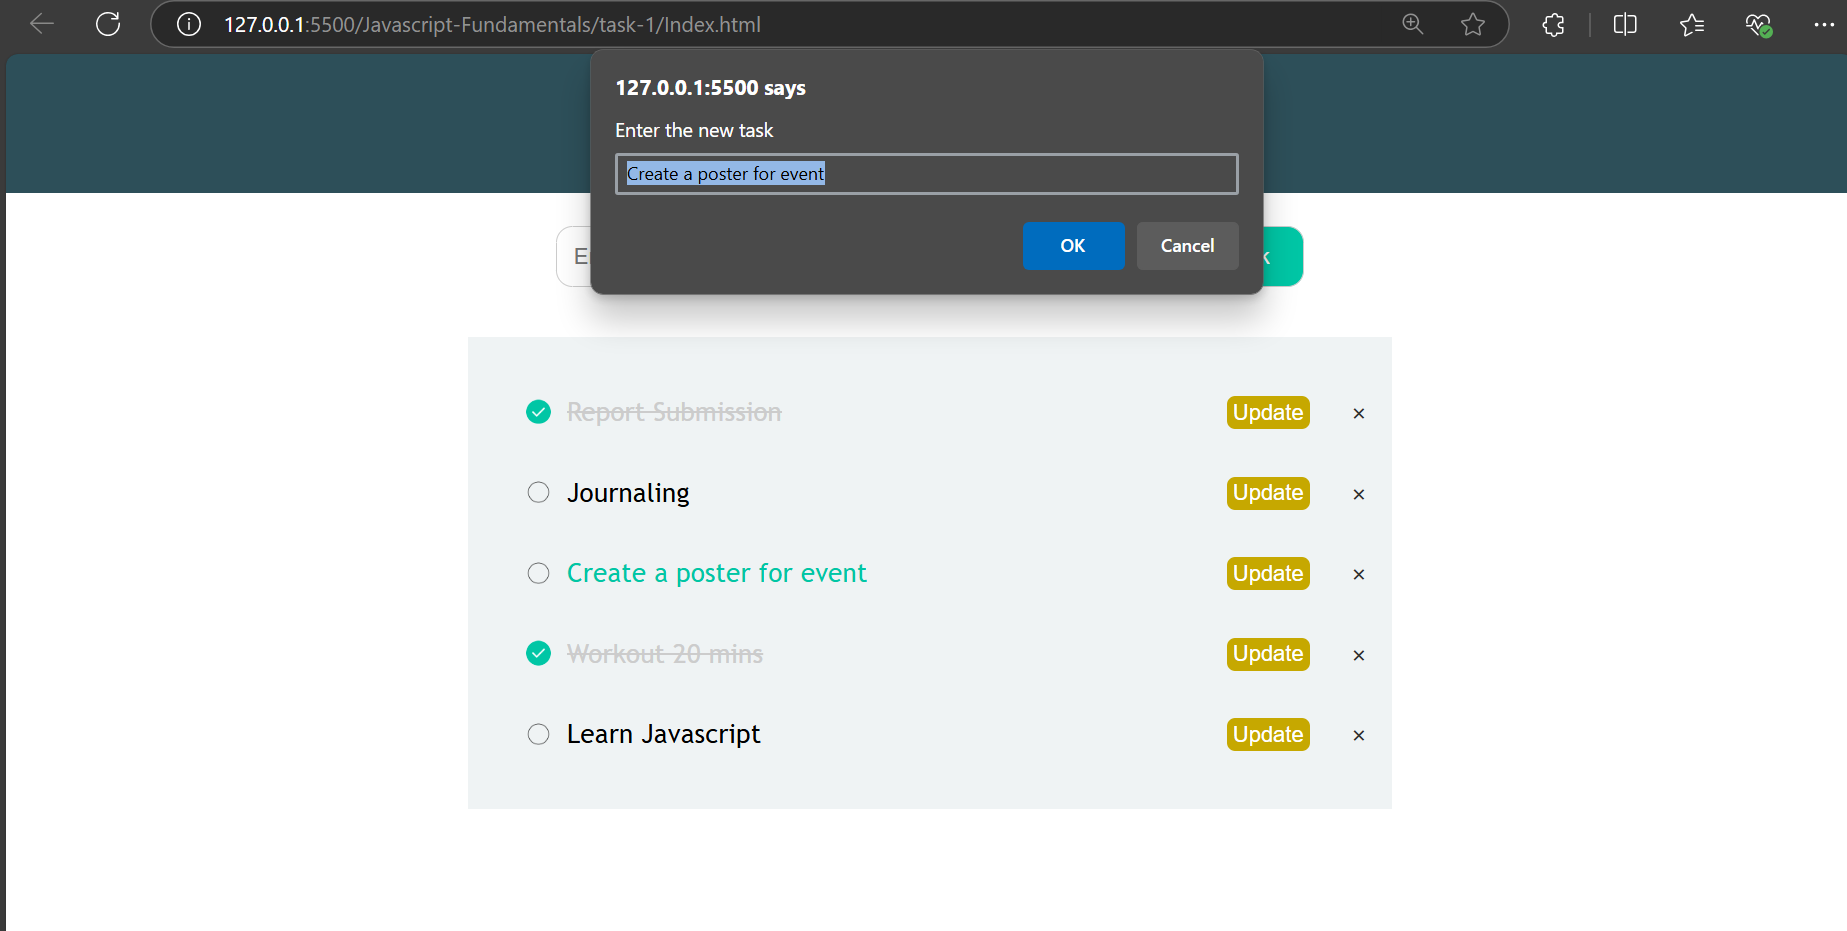 127.0.0.1:5500/Javascript-Fundamentals/task-1/Index.html
127.0.0.1:5500 says
Enter the new task
Create a poster for event
OK Cancel
Report Submission Update ×
Journaling Update ×
Create a poster for event Update ×
Workout 20 mins Update ×
Learn Javascript Update ×